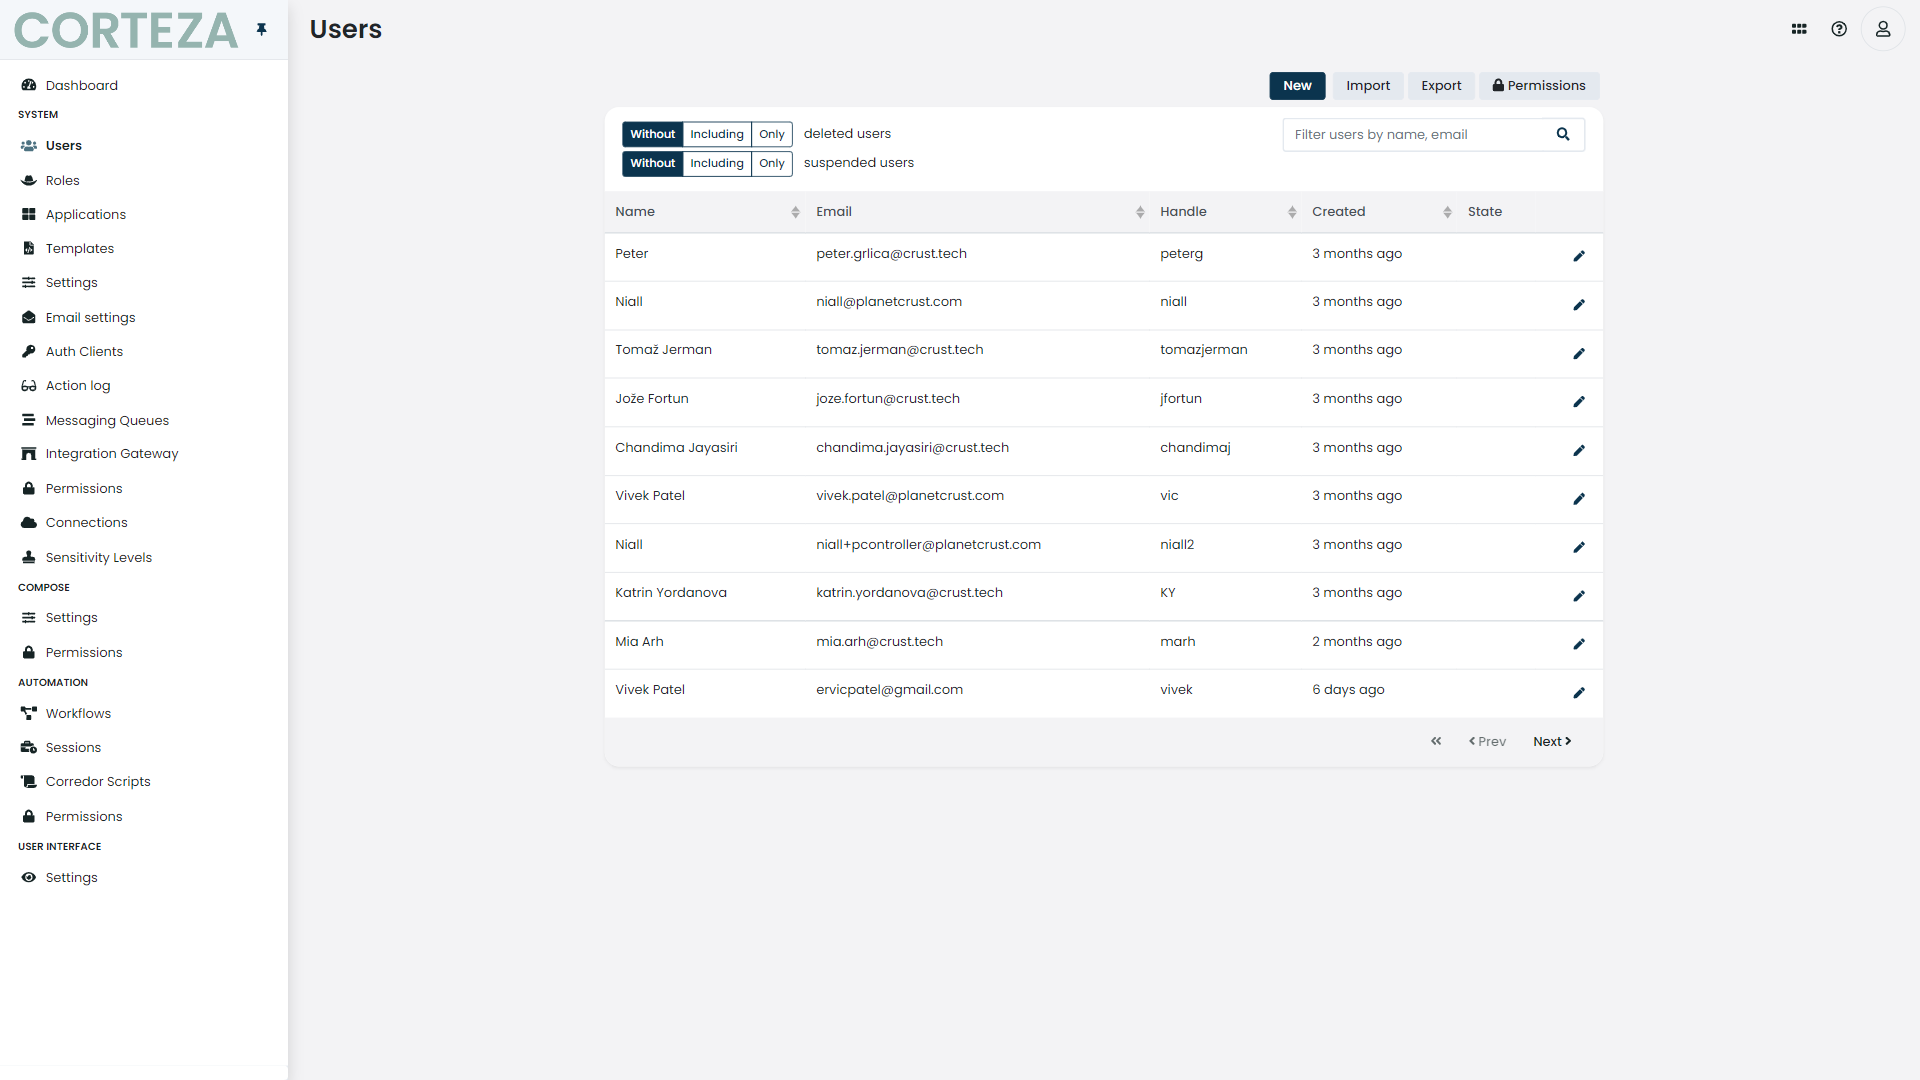 CORTEZA
Users
Dashboard
SYSTEM
Users
Roles
Applications
Templates
Settings
Email settings
Auth Clients
Action log
Messaging Queues
Integration Gateway
Permissions
Connections
Sensitivity Levels
COMPOSE
Settings
Permissions
AUTOMATION
Workflows
Sessions
Corredor Scripts
Permissions
USER INTERFACE
Settings
New Import Export Permissions
Without Including Only deleted users
Without Including Only suspended users
Filter users by name, email
Name Email Handle Created State
Peter peter.grlica@crust.tech peterg 3 months ago
Niall niall@planetcrust.com niall 3 months ago
Tomaž Jerman tomaz.jerman@crust.tech tomazjerman 3 months ago
Jože Fortun joze.fortun@crust.tech jfortun 3 months ago
Chandima Jayasiri chandima.jayasiri@crust.tech chandimaj 3 months ago
Vivek Patel vivek.patel@planetcrust.com vic 3 months ago
Niall niall+pcontroller@planetcrust.com niall2 3 months ago
Katrin Yordanova katrin.yordanova@crust.tech KY 3 months ago
Mia Arh mia.arh@crust.tech marh 2 months ago
Vivek Patel ervicpatel@gmail.com vivek 6 days ago
Prev Next